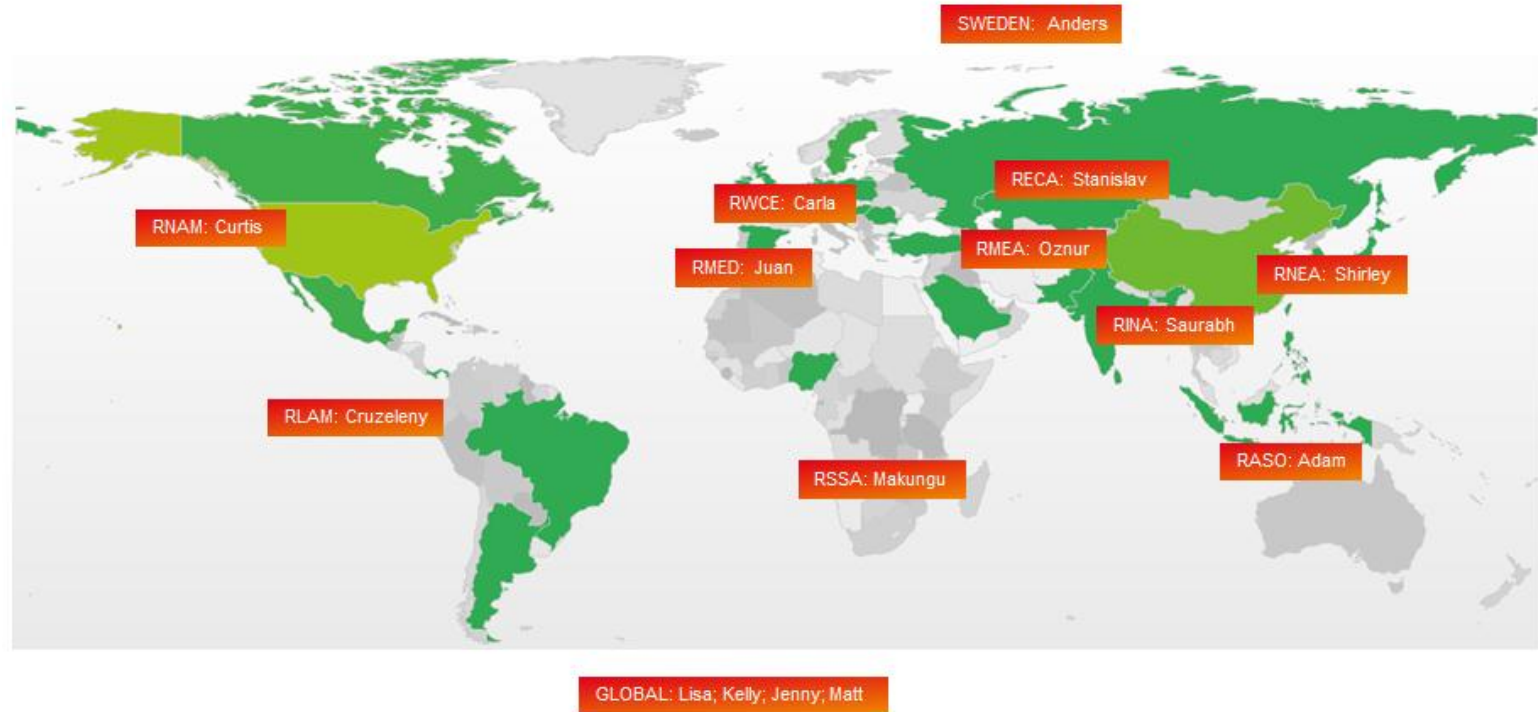 SWEDEN: Anders
RECA: Stanislav
RWCE: Carla
RNAM: Curtis
RMEA: Oznur
RMED: Juan
RNEA: Shirley
RINA: Saurabh
RLAM: Cruzeleny
RASO: Adam
RSSA: Makungu
GLOBAL: Lisa; Kelly; Jenny; Matt